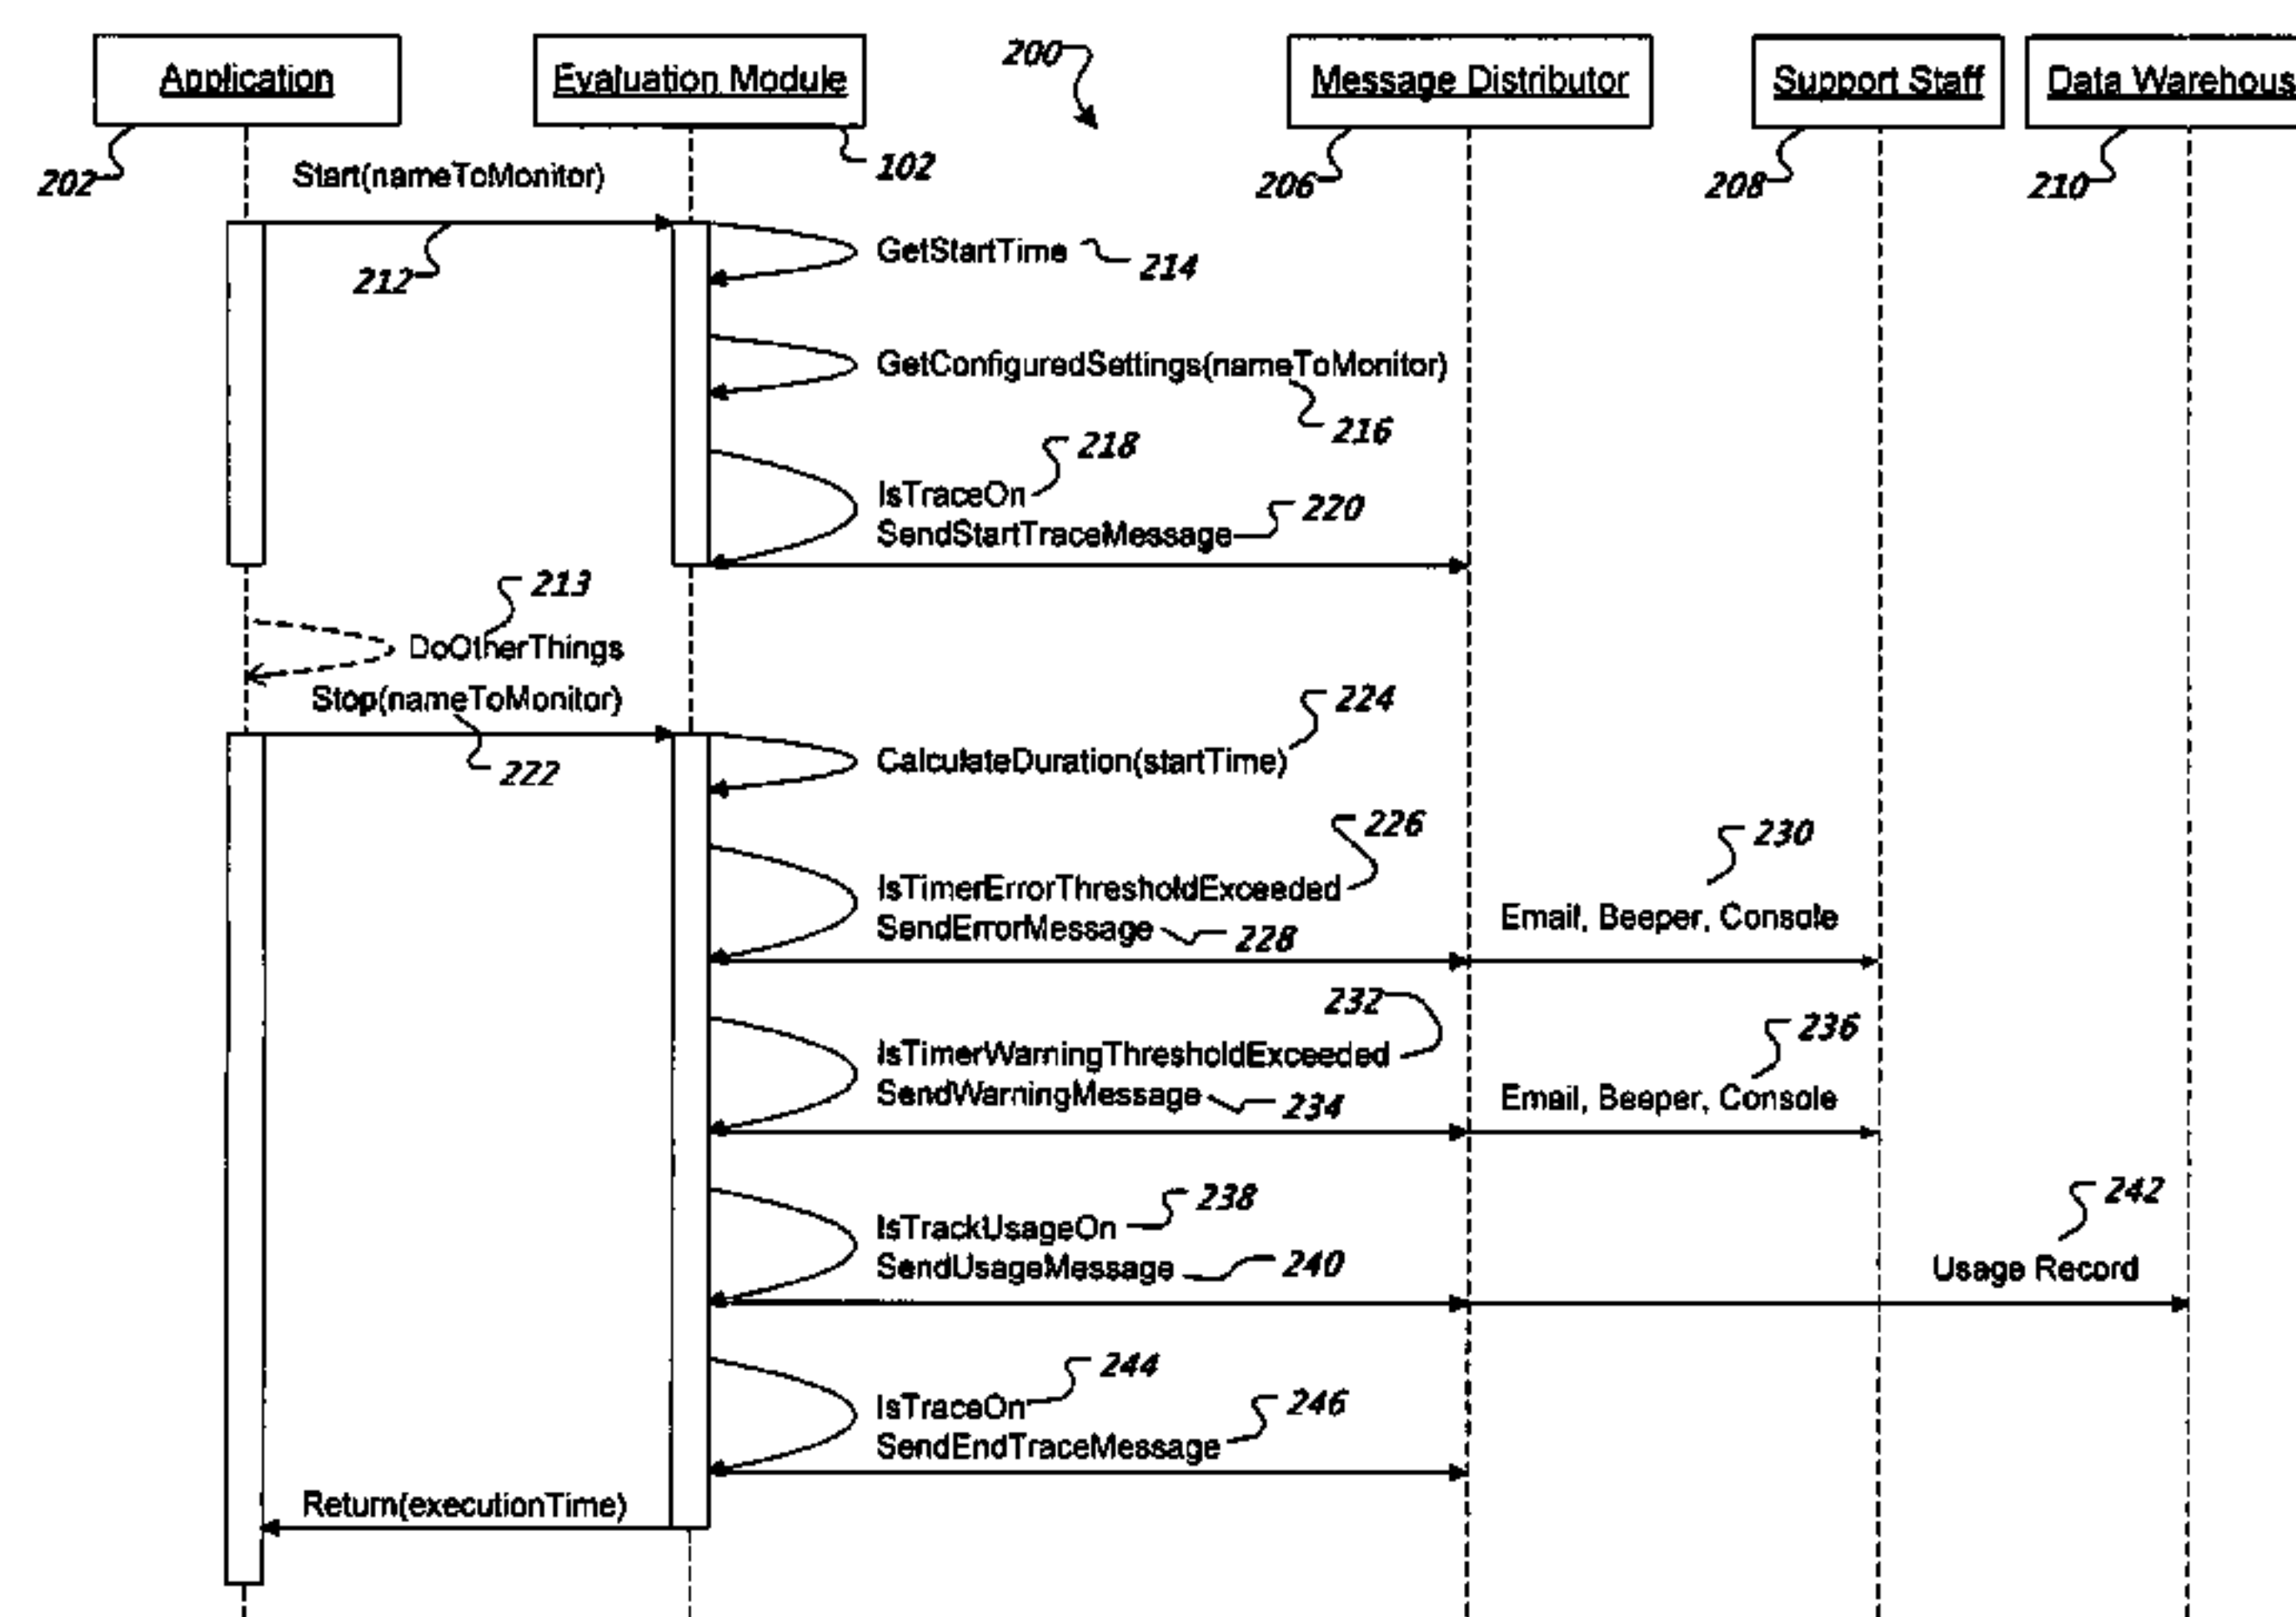 Application
Evaluation Module
200
Message Distributor
Support Staff
Data Warehous
202
Start(nameToMonitor)
102
206
208
210
212
GetStartTime
214
GetConfiguredSettings(nameToMonitor)
216
218
IsTraceOn
220
SendStartTraceMessage
213
DoOtherThings
Stop(nameToMonitor)
222
224
CalculateDuration(startTime)
226
230
IsTimerErrorThresholdExceeded
SendErrorMessage
228
Email, Beeper, Console
232
236
IsTimerWarningThresholdExceeded
SendWarningMessage
234
Email, Beeper, Console
238
242
IsTrackUsageOn
SendUsageMessage
240
Usage Record
244
IsTraceOn
246
SendEndTraceMessage
Return(executionTime)